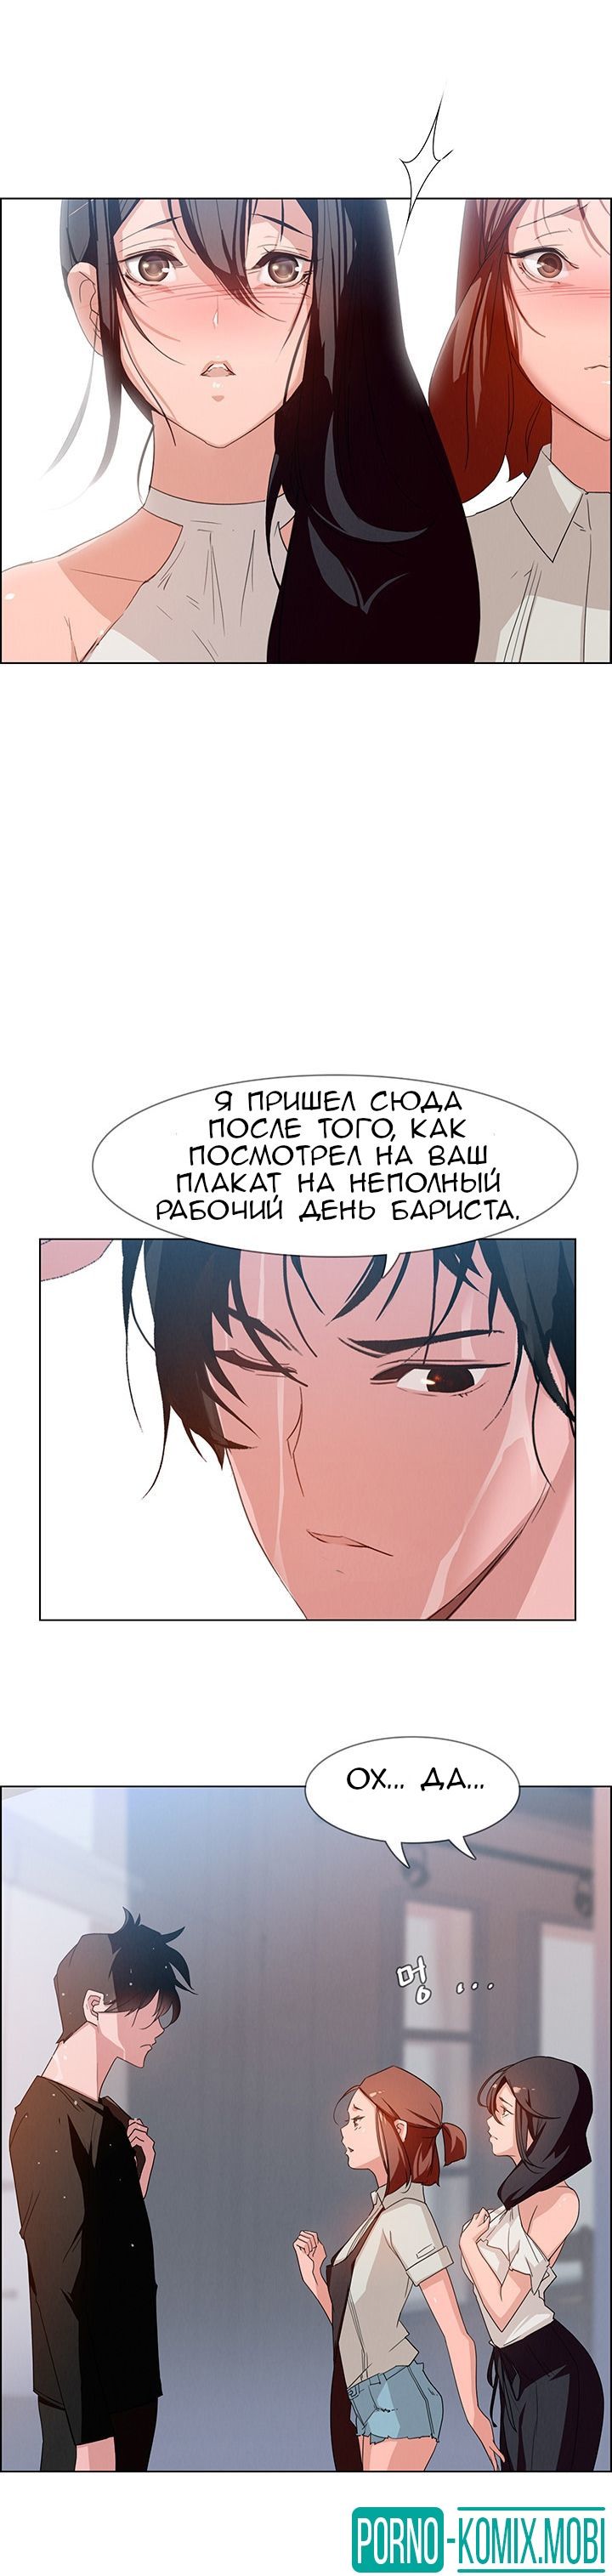 Я ПРИШЕЛ СЮДА
ПОСЛЕ ТОГО, КАК
ПОСМОТРЕЛ НА ВАШ
ПЛАКАТ НА НЕПОЛНЫЙ
РАБОЧИЙ ДЕНЬ БАРИСТА.
ОХ... ДА...
멍...
PORNO-KOMIX.MOBI